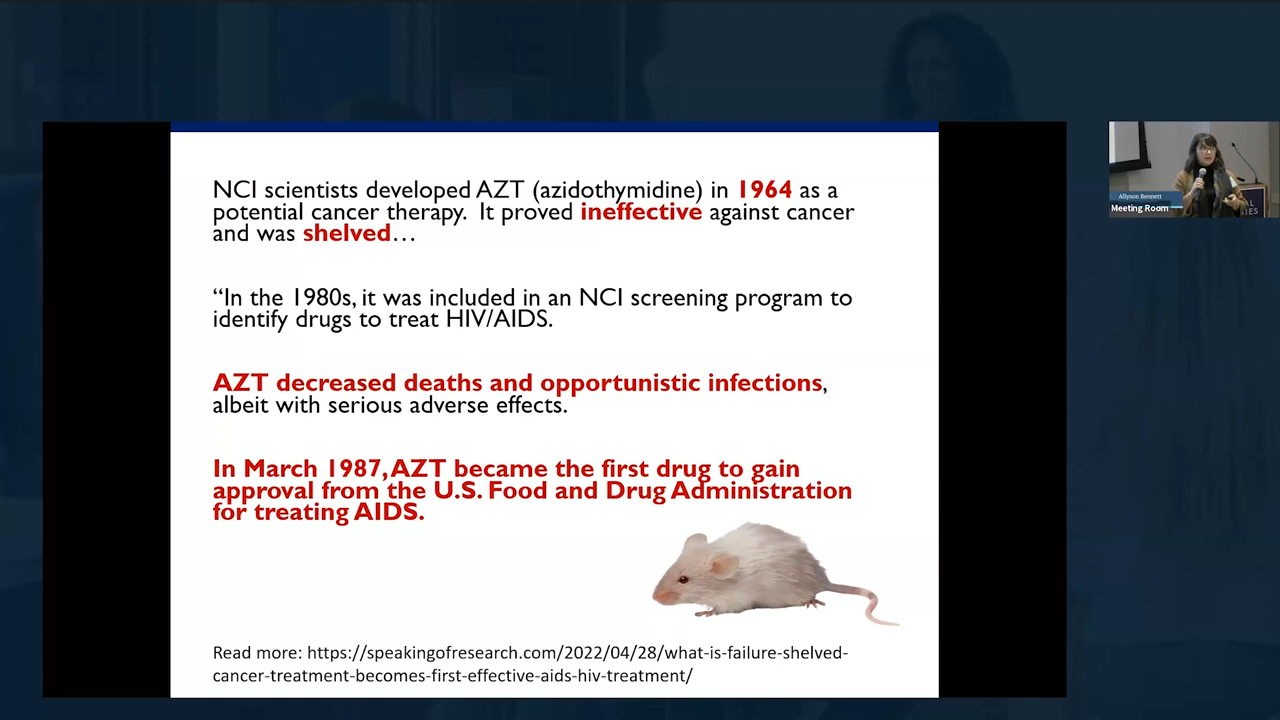 NCI scientists developed AZT (azidothymidine) in 1964 as a
potential cancer therapy. It proved ineffective against cancer
and was shelved…
“In the 1980s, it was included in an NCI screening program to
identify drugs to treat HIV/AIDS.
AZT decreased deaths and opportunistic infections,
albeit with serious adverse effects.
In March 1987, AZT became the first drug to gain
approval from the U.S. Food and Drug Administration
for treating AIDS.
Read more: https://speakingofresearch.com/2022/04/28/what-is-failure-shelved-
cancer-treatment-becomes-first-effective-aids-hiv-treatment/
Allyson Bennett
Meeting Room